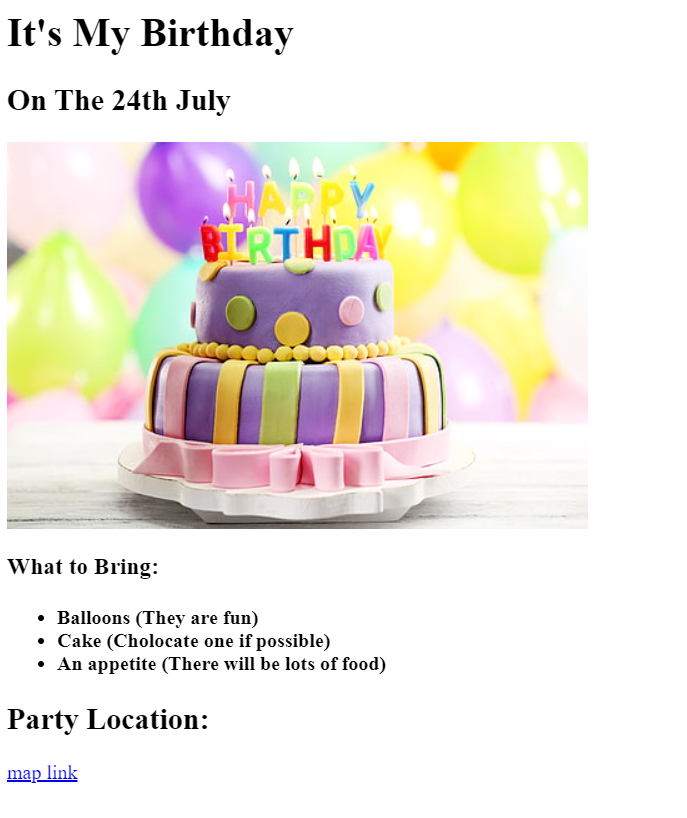 It's My Birthday
On The 24th July
HAPPY
BIRTHDAY
What to Bring:
Balloons (They are fun)
Cake (Cholocate one if possible)
An appetite (There will be lots of food)
Party Location:
map link